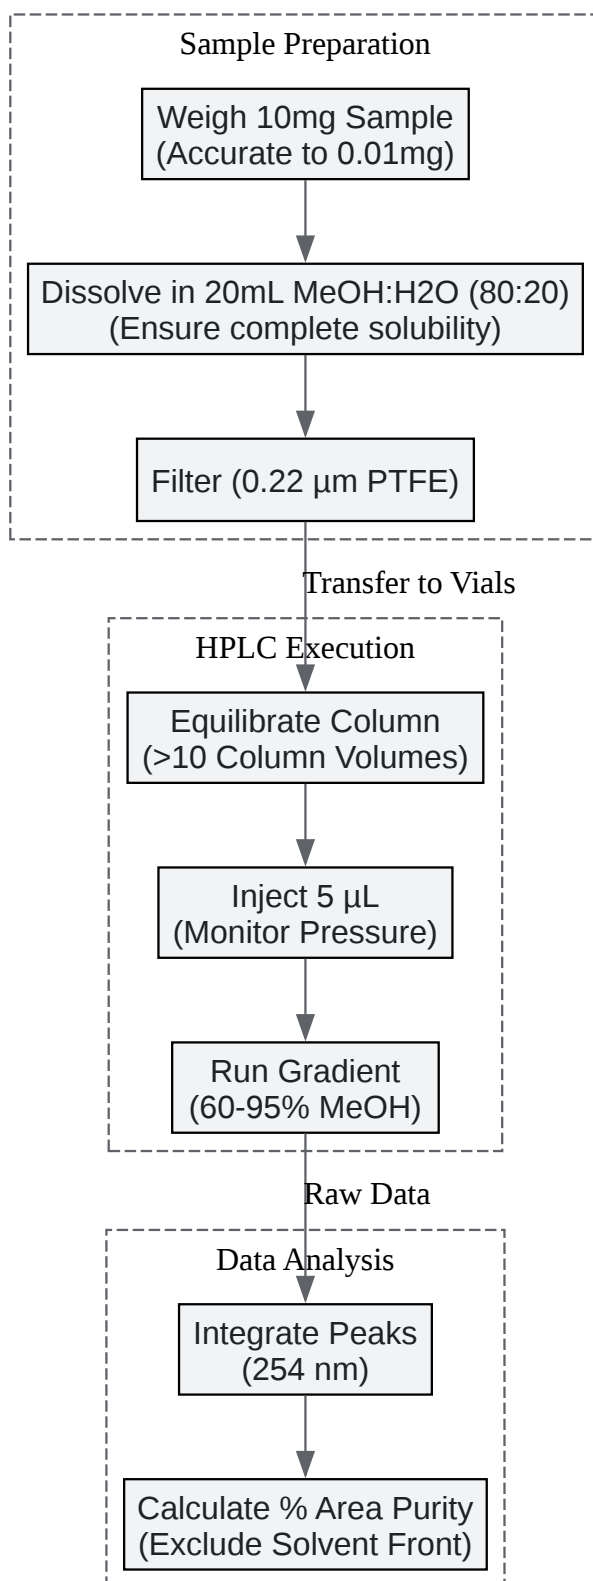 Sample Preparation
Weigh 10mg Sample
(Accurate to 0.01mg)
Dissolve in 20mL MeOH:H2O (80:20)
(Ensure complete solubility)
Filter (0.22 µm PTFE)
Transfer to Vials
HPLC Execution
Equilibrate Column
(>10 Column Volumes)
Inject 5 µL
(Monitor Pressure)
Run Gradient
(60-95% MeOH)
Raw Data
Data Analysis
Integrate Peaks
(254 nm)
Calculate % Area Purity
(Exclude Solvent Front)